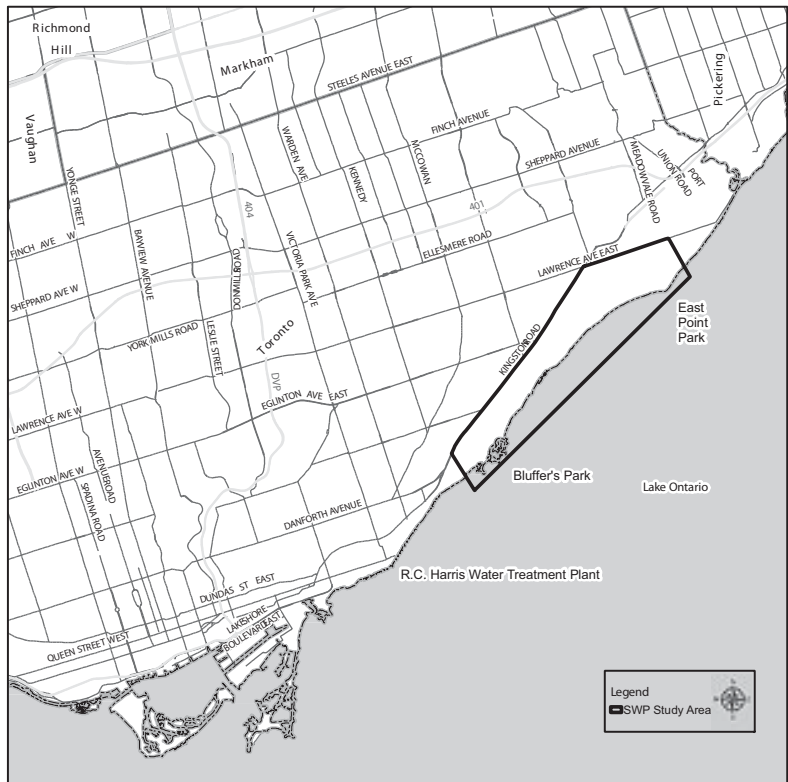 Richmond
Hill
Markham
Vaughan
Pickering
STEELES AVENUE EAST
FINCH AVENUE
WARDEN AVE
KENNEDY
MCCOWAN
SHEPPARD AVENUE
MEADOWVALE ROAD
PORT
UNION ROAD
YONGE STREET
404
401
FINCH AVE W
BAYVIEW AVENUE
VICTORIA PARK AVE
ELLESMERE ROAD
DON MILL ROAD
LAWRENCE AVE EAST
SHEPPARD AVE W
LESLIE STREET
YORK MILLS ROAD
Toronto
KINGSTON ROAD
East
Point
Park
DVP
EGLINTON AVE EAST
LAWRENCE AVE W
EGLINTON AVE W
AVENUE ROAD
SPADINA ROAD
Bluffer's Park
Lake Ontario
DANFORTH AVENUE
R.C. Harris Water Treatment Plant
DUNDAS ST EAST
LAKESHORE
BOULEVARD EAST
QUEEN STREET WEST
Legend
SWP Study Area